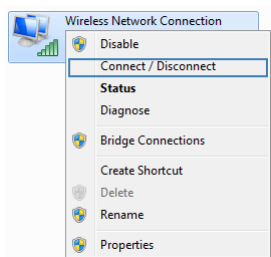 Wireless Network Connection
Disable
Connect / Disconnect
Status
Diagnose
Bridge Connections
Create Shortcut
Delete
Rename
Properties